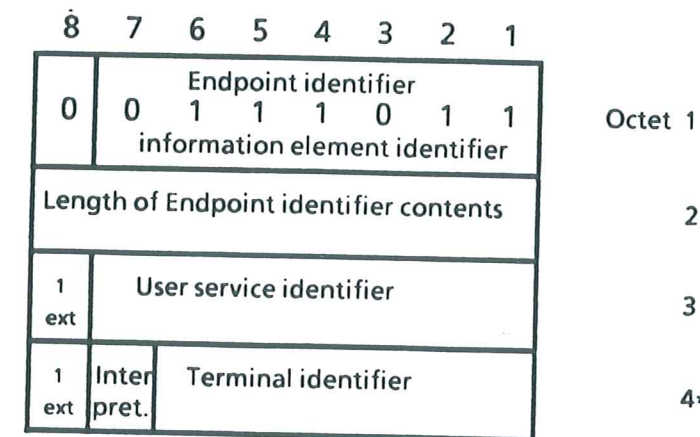 8 7 6 5 4 3 2 1
Endpoint identifier
0 0 1 1 1 0 1 1 Octet 1
information element identifier
Length of Endpoint identifier contents
2
1 User service identifier
3
ext
1 Inter Terminal identifier
ext pret. 4*